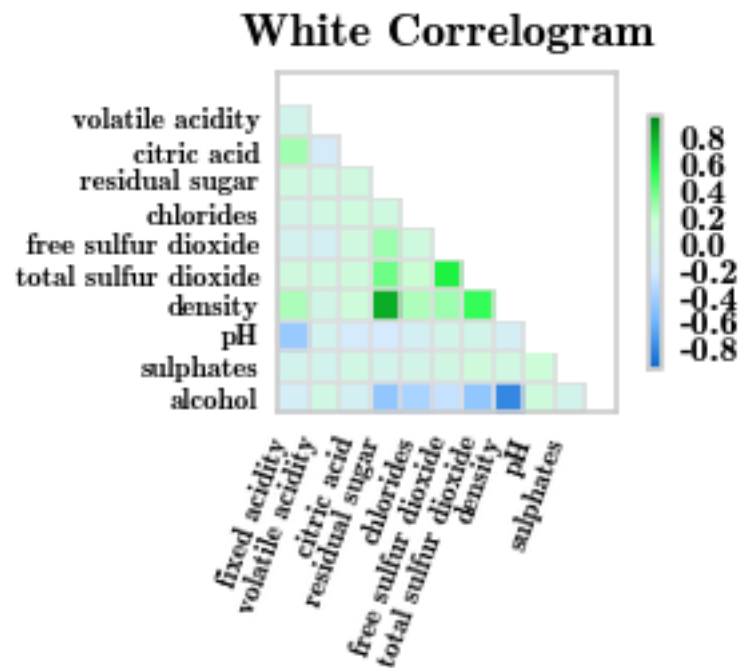 White Correlogram
volatile acidity
citric acid
residual sugar
chlorides
free sulfur dioxide
total sulfur dioxide
density
pH
sulphates
alcohol
0.8
0.6
0.4
0.2
0.0
-0.2
-0.4
-0.6
-0.8
fixed acidity
volatile acidity
citric acid
residual sugar
chlorides
free sulfur dioxide
total sulfur dioxide
density
pH
sulphates